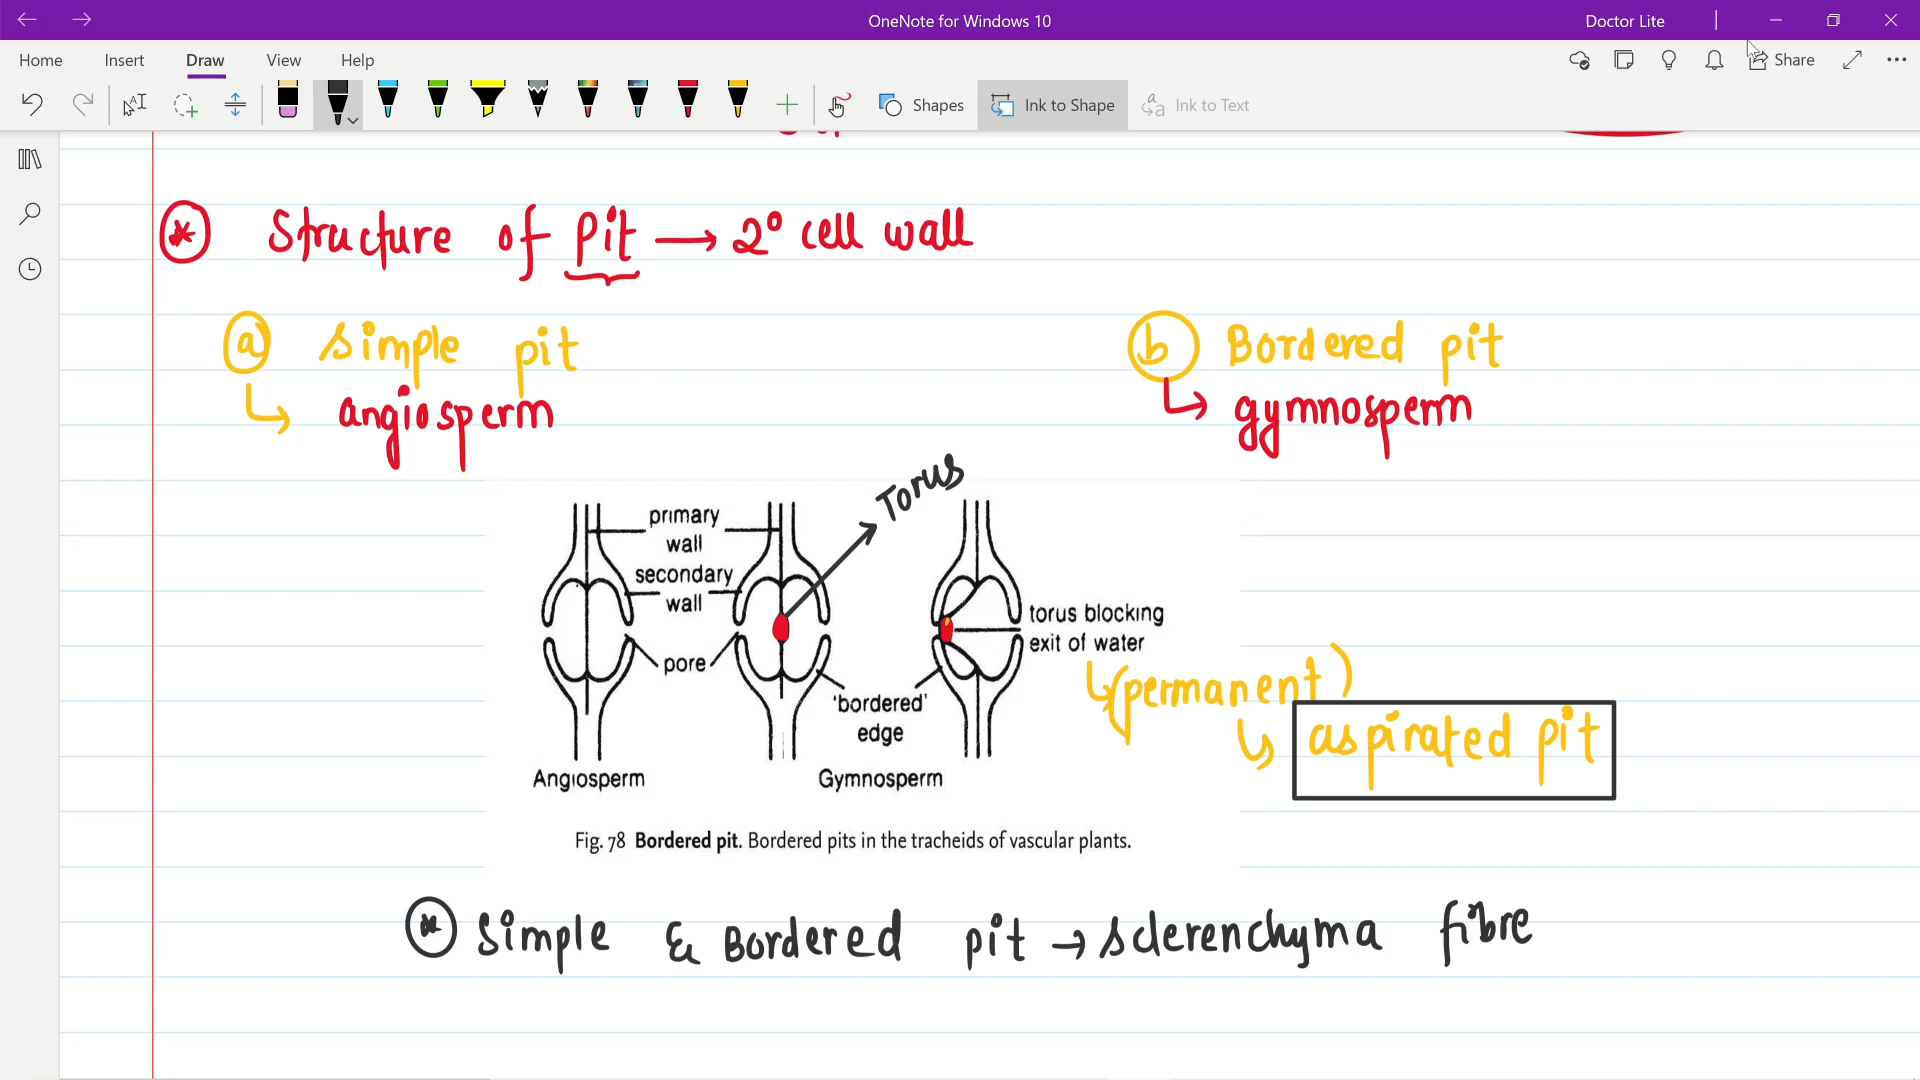 OneNote for Windows 10
Doctor Lite
Home Insert Draw View Help
Share
Shapes Ink to Shape Ink to Text
* Structure of pit → 2° cell wall
a simple pit
b Bordered pit
↳ angiosperm
↳ gymnosperm
Torus
primary
wall
secondary
wall
torus blocking
exit of water
pore
↳ (permanent)
'bordered'
edge
↳ aspirated pit
Angiosperm
Gymnosperm
Fig. 78 Bordered pit. Bordered pits in the tracheids of vascular plants.
* Simple & Bordered pit → sclerenchyma fibre